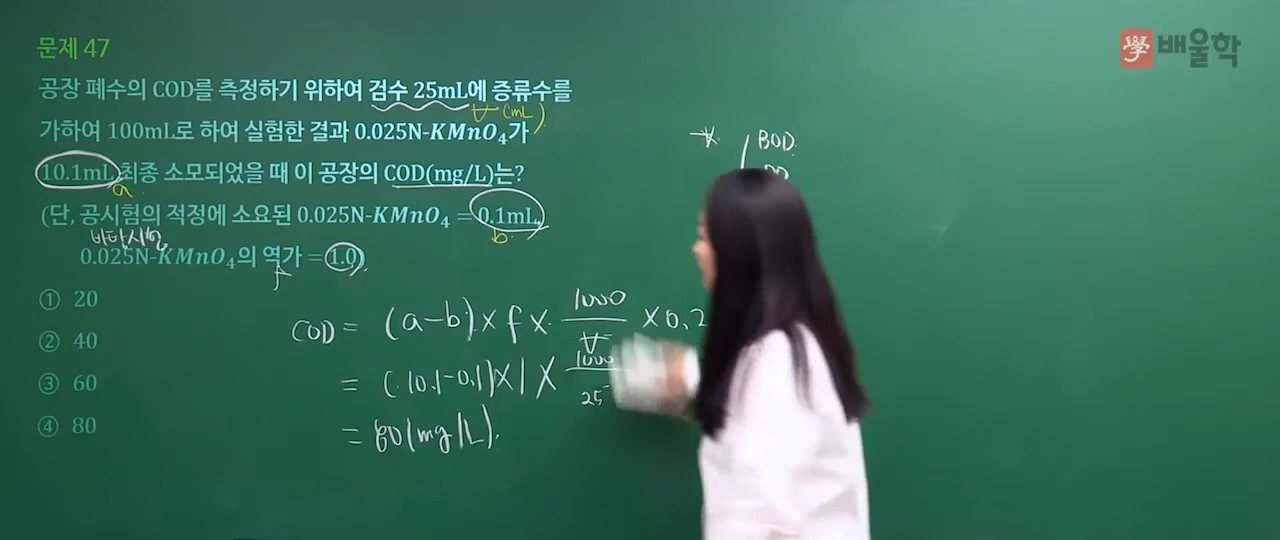 學 배울학
문제 47
공장 폐수의 COD를 측정하기 위하여 검수 25mL에 증류수를
V (mL)
가하여 100mL로 하여 실험한 결과 0.025N-KMnO₄가
10.1mL 최종 소모되었을 때 이 공장의 COD(mg/L)는?
a
(단, 공시험의 적정에 소요된 0.025N-KMnO₄ = 0.1mL,
바탕시험
b
0.025N-KMnO₄의 역가 = 1.0)
f
① 20
② 40
③ 60
④ 80
COD = (a-b) × f × 1000/V × 0.2
= (10.1-0.1) × 1 × 1000/25
= 80(mg/L).
BOD